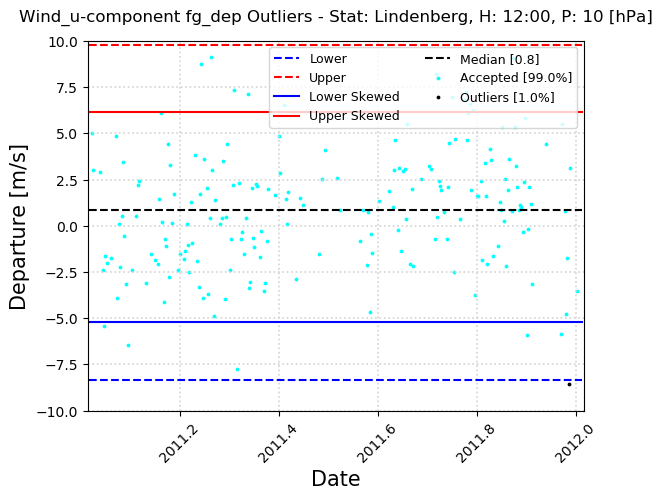 Wind_u-component fg_dep Outliers - Stat: Lindenberg, H: 12:00, P: 10 [hPa]
Departure [m/s]
10.0
7.5
5.0
2.5
0.0
−2.5
−5.0
−7.5
−10.0
Lower
Upper
Lower Skewed
Upper Skewed
Median [0.8]
Accepted [99.0%]
Outliers [1.0%]
2011.2
2011.4
2011.6
2011.8
2012.0
Date